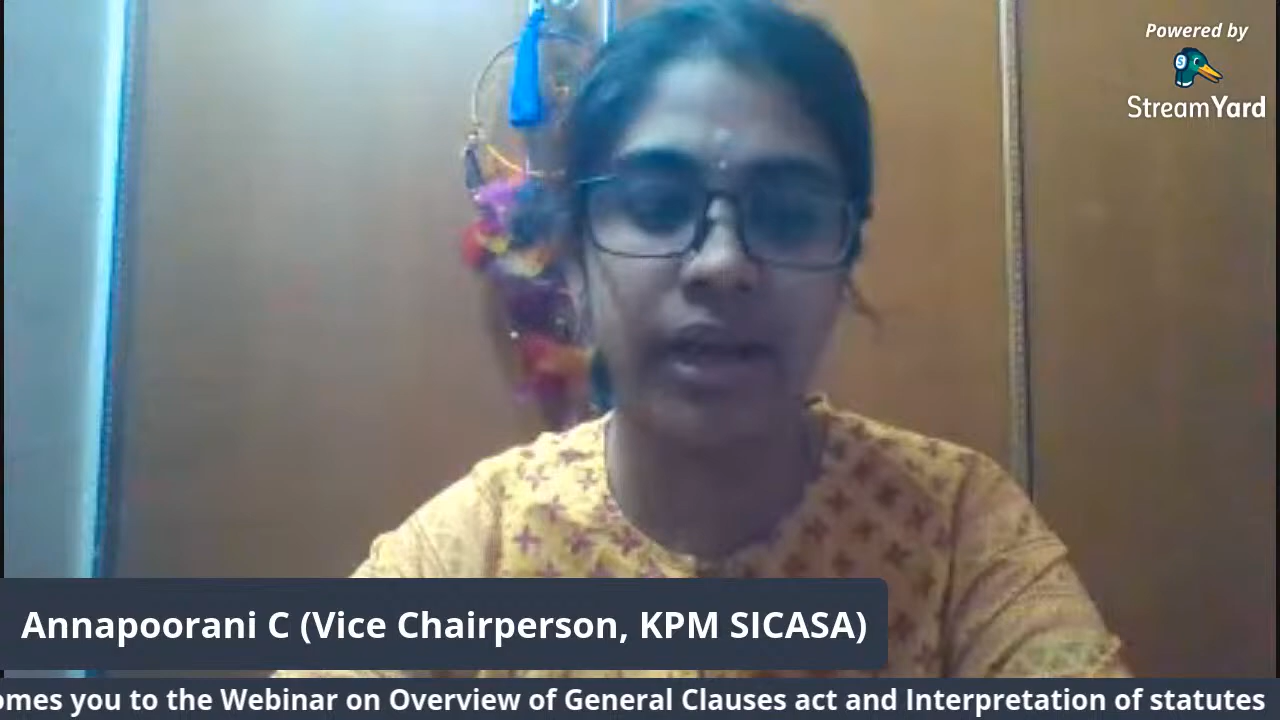 Powered by
StreamYard
Annapoorani C (Vice Chairperson, KPM SICASA)
omes you to the Webinar on Overview of General Clauses act and Interpretation of statutes